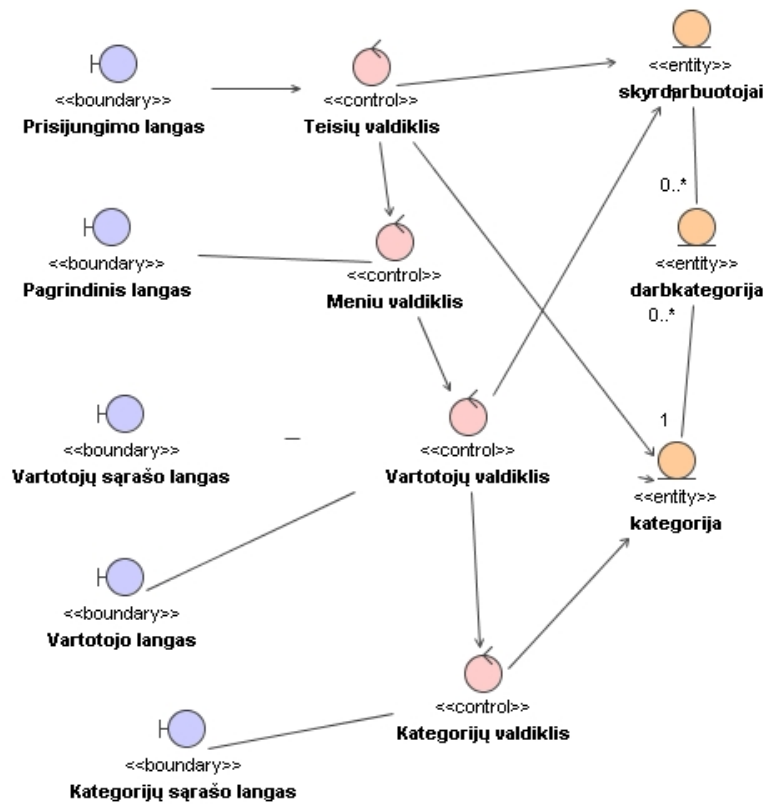 <<boundary>>
Prisijungimo langas
<<control>>
Teisių valdiklis
<<entity>>
skyrdarbuotojai
0..*
<<boundary>>
Pagrindinis langas
<<control>>
Meniu valdiklis
<<entity>>
darbkategorija
0..*
<<boundary>>
Vartotojų sąrašo langas
<<control>>
Vartotojų valdiklis
1
<<entity>>
kategorija
<<boundary>>
Vartotojo langas
<<control>>
Kategorijų valdiklis
<<boundary>>
Kategorijų sąrašo langas